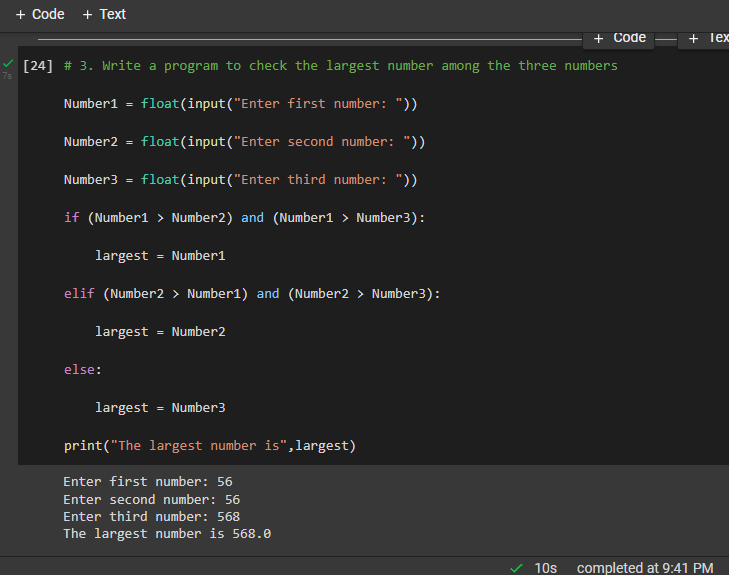 + Code + Text
+ Code + Tex
[24] # 3. Write a program to check the largest number among the three numbers
7s
Number1 = float(input("Enter first number: "))
Number2 = float(input("Enter second number: "))
Number3 = float(input("Enter third number: "))
if (Number1 > Number2) and (Number1 > Number3):
largest = Number1
elif (Number2 > Number1) and (Number2 > Number3):
largest = Number2
else:
largest = Number3
print("The largest number is",largest)
Enter first number: 56
Enter second number: 56
Enter third number: 568
The largest number is 568.0
10s completed at 9:41 PM